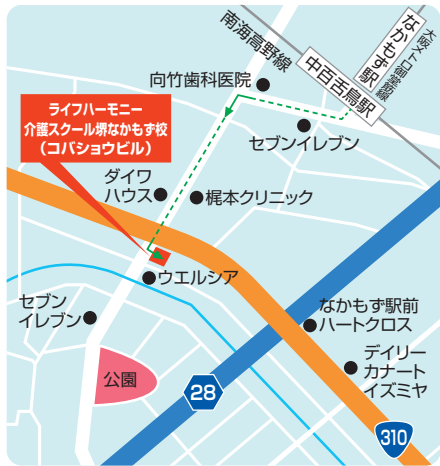 南海高野線
大阪メトロ御堂筋線
なかもず駅
中百舌鳥駅
向竹歯科医院
セブンイレブン
ライフハーモニー
介護スクール堺なかもず校
（コバショウビル）
ダイワ
ハウス
梶本クリニック
ウエルシア
セブン
イレブン
なかもず駅前
ハートクロス
公園
28
デイリー
カナート
イズミヤ
310